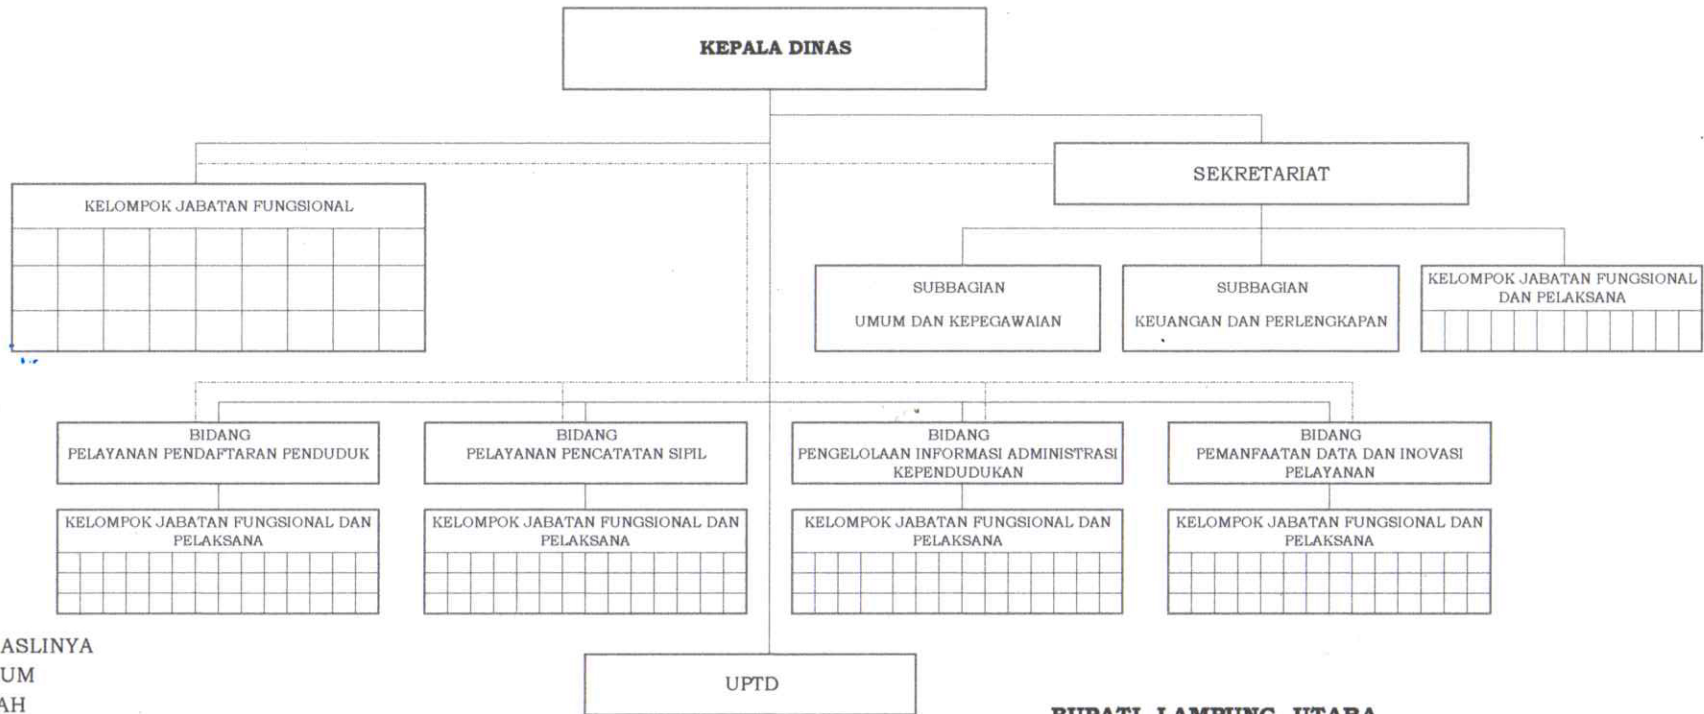 KEPALA DINAS
SEKRETARIAT
KELOMPOK JABATAN FUNGSIONAL
SUBBAGIAN
UMUM DAN KEPEGAWAIAN
SUBBAGIAN
KEUANGAN DAN PERLENGKAPAN
KELOMPOK JABATAN FUNGSIONAL
DAN PELAKSANA
BIDANG
PELAYANAN PENDAFTARAN PENDUDUK
BIDANG
PELAYANAN PENCATATAN SIPIL
BIDANG
PENGELOLAAN INFORMASI ADMINISTRASI
KEPENDUDUKAN
BIDANG
PEMANFAATAN DATA DAN INOVASI
PELAYANAN
KELOMPOK JABATAN FUNGSIONAL DAN
PELAKSANA
KELOMPOK JABATAN FUNGSIONAL DAN
PELAKSANA
KELOMPOK JABATAN FUNGSIONAL DAN
PELAKSANA
KELOMPOK JABATAN FUNGSIONAL DAN
PELAKSANA
ASLINYA
UM
AH
UPTD
BUPATI LAMPUNG UTARA